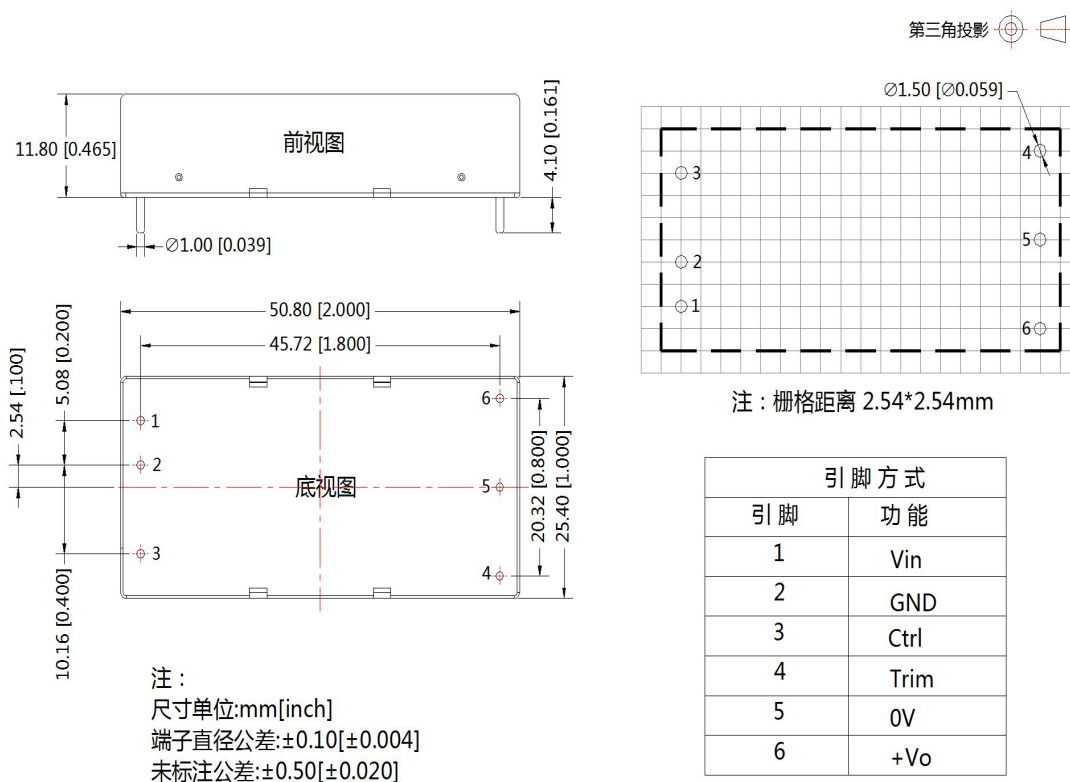 第三角投影
11.80 [0.465]
前视图
4.10 [0.161]
∅1.00 [0.039]
∅1.50 [∅0.059]
4
3
5
2
1
6
注：栅格距离 2.54*2.54mm
50.80 [2.000]
45.72 [1.800]
2.54 [.100]
5.08 [0.200]
10.16 [0.400]
1
2
3
6
5
4
底视图
20.32 [0.800]
25.40 [1.000]
注：
尺寸单位:mm[inch]
端子直径公差:±0.10[±0.004]
未标注公差:±0.50[±0.020]
引脚方式
引脚 功能
1 Vin
2 GND
3 Ctrl
4 Trim
5 0V
6 +Vo